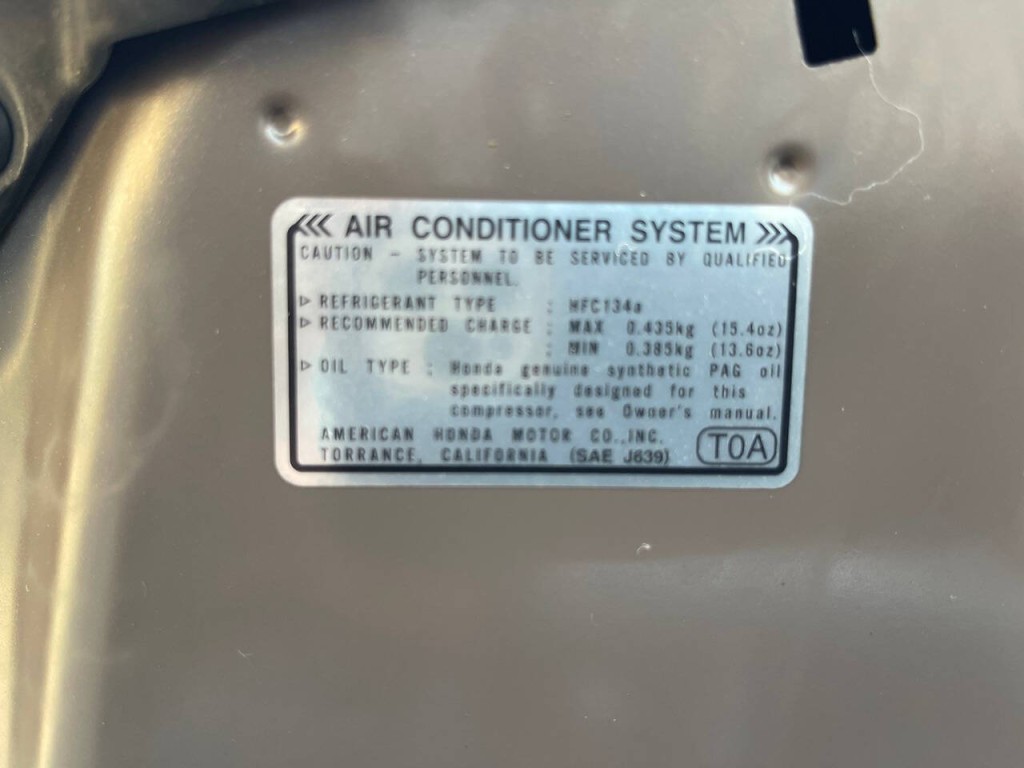 AIR CONDITIONER SYSTEM
CAUTION - SYSTEM TO BE SERVICED BY QUALIFIED
PERSONNEL.
REFRIGERANT TYPE : HFC134a
RECOMMENDED CHARGE : MAX 0.435kg (15.4oz)
: MIN 0.385kg (13.6oz)
OIL TYPE : Honda genuine synthetic PAG oil
specifically designed for this
compressor, see Owner's manual.
AMERICAN HONDA MOTOR CO.,INC.
TORRANCE, CALIFORNIA (SAE J639)
T0A